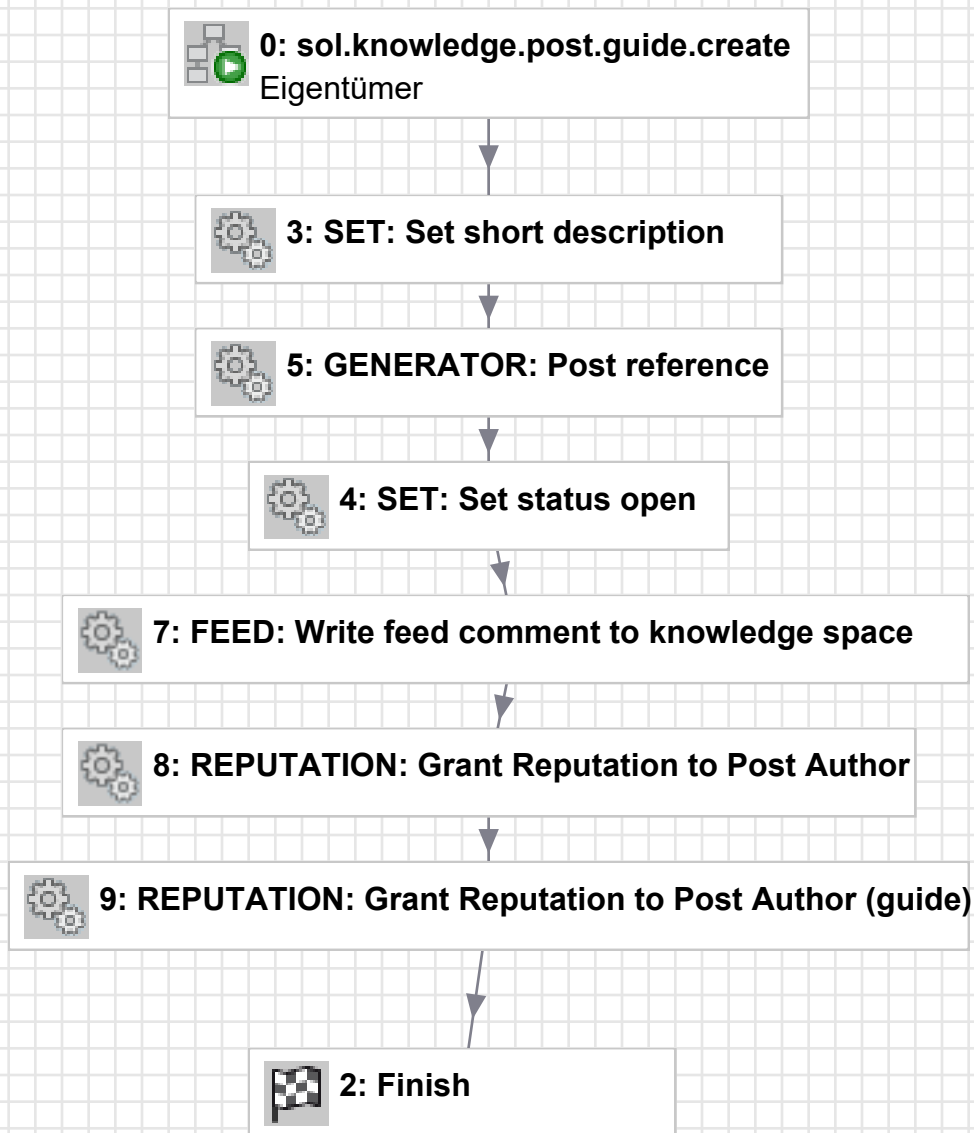 0: sol.knowledge.post.guide.create
Eigentümer
3: SET: Set short description
5: GENERATOR: Post reference
4: SET: Set status open
7: FEED: Write feed comment to knowledge space
8: REPUTATION: Grant Reputation to Post Author
9: REPUTATION: Grant Reputation to Post Author (guide)
2: Finish